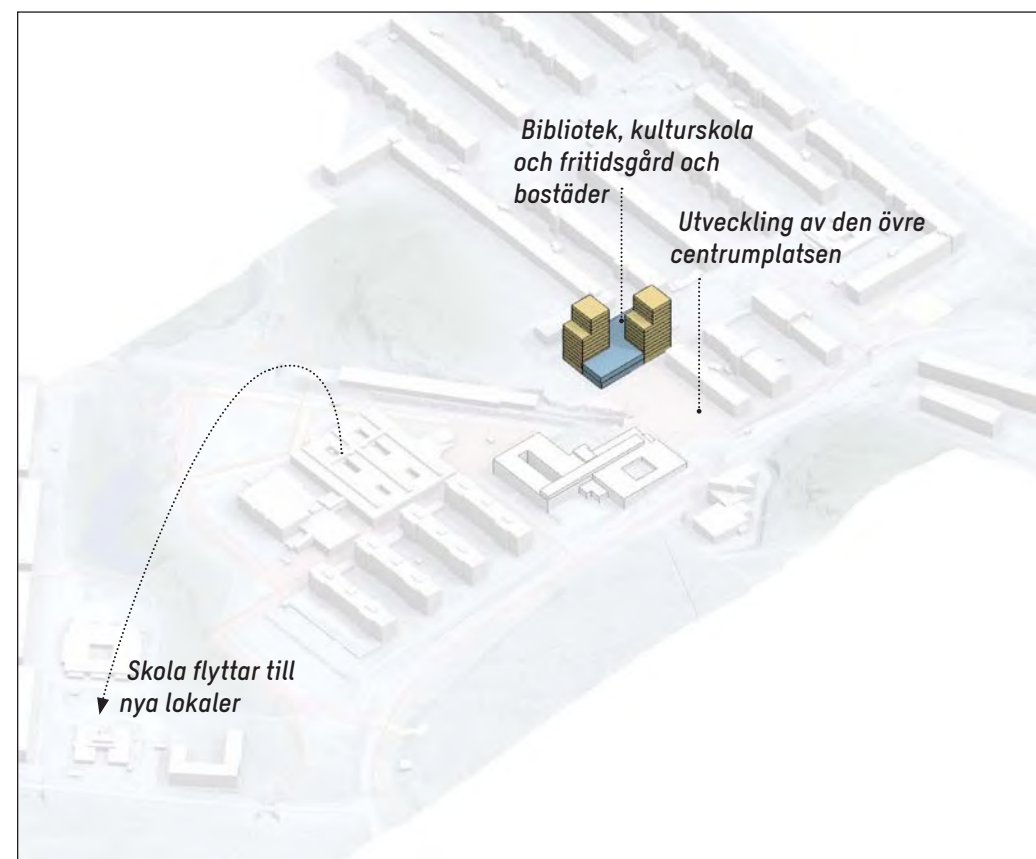 Bibliotek, kulturskola
och fritidsgård och
bostäder
Utveckling av den övre
centrumplatsen
Skola flyttar till
nya lokaler